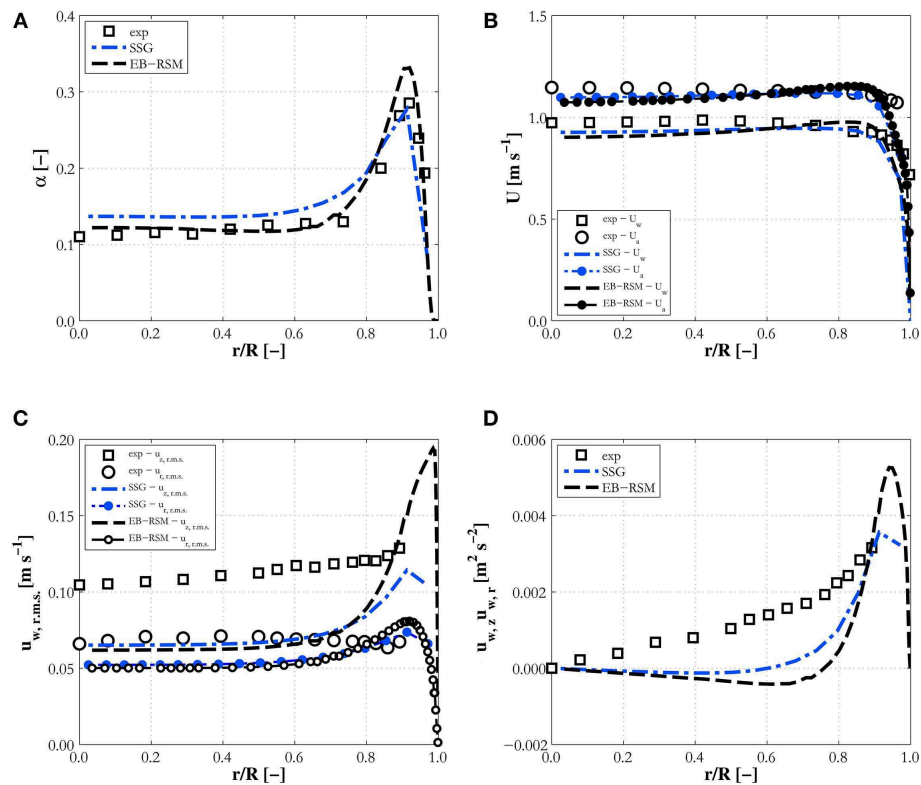 A
0.4
0.3
0.2
0.1
0.0
α [–]
exp
SSG
EB–RSM
0.0 0.2 0.4 0.6 0.8 1.0
r/R [–]
B
1.5
1.0
0.5
0.0
U [m s⁻¹]
exp – U_w
exp – U_a
SSG – U_w
SSG – U_a
EB–RSM – U_w
EB–RSM – U_a
0.0 0.2 0.4 0.6 0.8 1.0
r/R [–]
C
0.20
0.15
0.10
0.05
0.00
u_w, r.m.s. [m s⁻¹]
exp – u_z, r.m.s.
exp – u_r, r.m.s.
SSG – u_z, r.m.s.
SSG – u_r, r.m.s.
EB–RSM – u_z, r.m.s.
EB–RSM – u_r, r.m.s.
0.0 0.2 0.4 0.6 0.8 1.0
r/R [–]
D
0.006
0.004
0.002
0.000
−0.002
u_w, z u_w, r [m² s⁻²]
exp
SSG
EB–RSM
0.0 0.2 0.4 0.6 0.8 1.0
r/R [–]